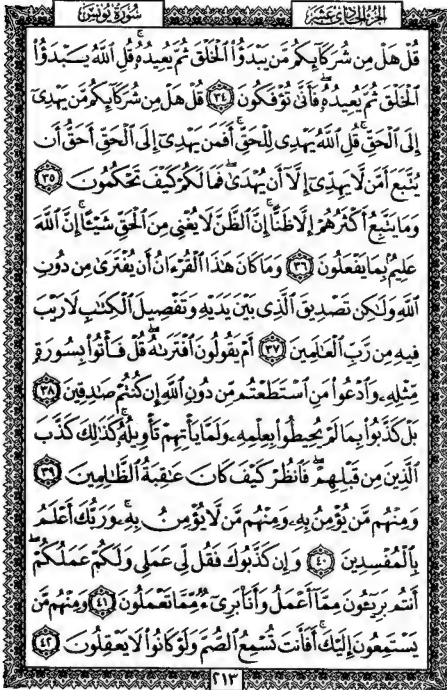 الجزء الحادي عشر
سورة يونس
قُلْ هَلْ مِن شُرَكَآئِكُم مَّن يَبْدَؤُا۟ ٱلْخَلْقَ ثُمَّ يُعِيدُهُۥۚ قُلِ ٱللَّهُ يَبْدَؤُا۟
ٱلْخَلْقَ ثُمَّ يُعِيدُهُۥۖ فَأَنَّىٰ تُؤْفَكُونَ ٣٤ قُلْ هَلْ مِن شُرَكَآئِكُم مَّن يَهْدِىٓ
إِلَى ٱلْحَقِّۚ قُلِ ٱللَّهُ يَهْدِى لِلْحَقِّۗ أَفَمَن يَهْدِىٓ إِلَى ٱلْحَقِّ أَحَقُّ أَن
يُتَّبَعَ أَمَّن لَّا يَهِدِّىٓ إِلَّآ أَن يُهْدَىٰۖ فَمَا لَكُمْ كَيْفَ تَحْكُمُونَ ٣٥
وَمَا يَتَّبِعُ أَكْثَرُهُمْ إِلَّا ظَنًّاۚ إِنَّ ٱلظَّنَّ لَا يُغْنِى مِنَ ٱلْحَقِّ شَيْـًٔاۚ إِنَّ ٱللَّهَ
عَلِيمٌۢ بِمَا يَفْعَلُونَ ٣٦ وَمَا كَانَ هَٰذَا ٱلْقُرْءَانُ أَن يُفْتَرَىٰ مِن دُونِ
ٱللَّهِ وَلَٰكِن تَصْدِيقَ ٱلَّذِى بَيْنَ يَدَيْهِ وَتَفْصِيلَ ٱلْكِتَٰبِ لَا رَيْبَ
فِيهِ مِن رَّبِّ ٱلْعَٰلَمِينَ ٣٧ أَمْ يَقُولُونَ ٱفْتَرَىٰهُۖ قُلْ فَأْتُوا۟ بِسُورَةٍ
مِّثْلِهِۦ وَٱدْعُوا۟ مَنِ ٱسْتَطَعْتُم مِّن دُونِ ٱللَّهِ إِن كُنتُمْ صَٰدِقِينَ ٣٨
بَلْ كَذَّبُوا۟ بِمَا لَمْ يُحِيطُوا۟ بِعِلْمِهِۦ وَلَمَّا يَأْتِهِمْ تَأْوِيلُهُۥۚ كَذَٰلِكَ كَذَّبَ
ٱلَّذِينَ مِن قَبْلِهِمْۖ فَٱنظُرْ كَيْفَ كَانَ عَٰقِبَةُ ٱلظَّٰلِمِينَ ٣٩
وَمِنْهُم مَّن يُؤْمِنُ بِهِۦ وَمِنْهُم مَّن لَّا يُؤْمِنُ بِهِۦۚ وَرَبُّكَ أَعْلَمُ
بِٱلْمُفْسِدِينَ ٤٠ وَإِن كَذَّبُوكَ فَقُل لِّى عَمَلِى وَلَكُمْ عَمَلُكُمْۖ
أَنتُم بَرِيٓـُٔونَ مِمَّآ أَعْمَلُ وَأَنَا۠ بَرِىٓءٌ مِّمَّا تَعْمَلُونَ ٤١ وَمِنْهُم مَّن
يَسْتَمِعُونَ إِلَيْكَۚ أَفَأَنتَ تُسْمِعُ ٱلصُّمَّ وَلَوْ كَانُوا۟ لَا يَعْقِلُونَ ٤٢
٢١٣